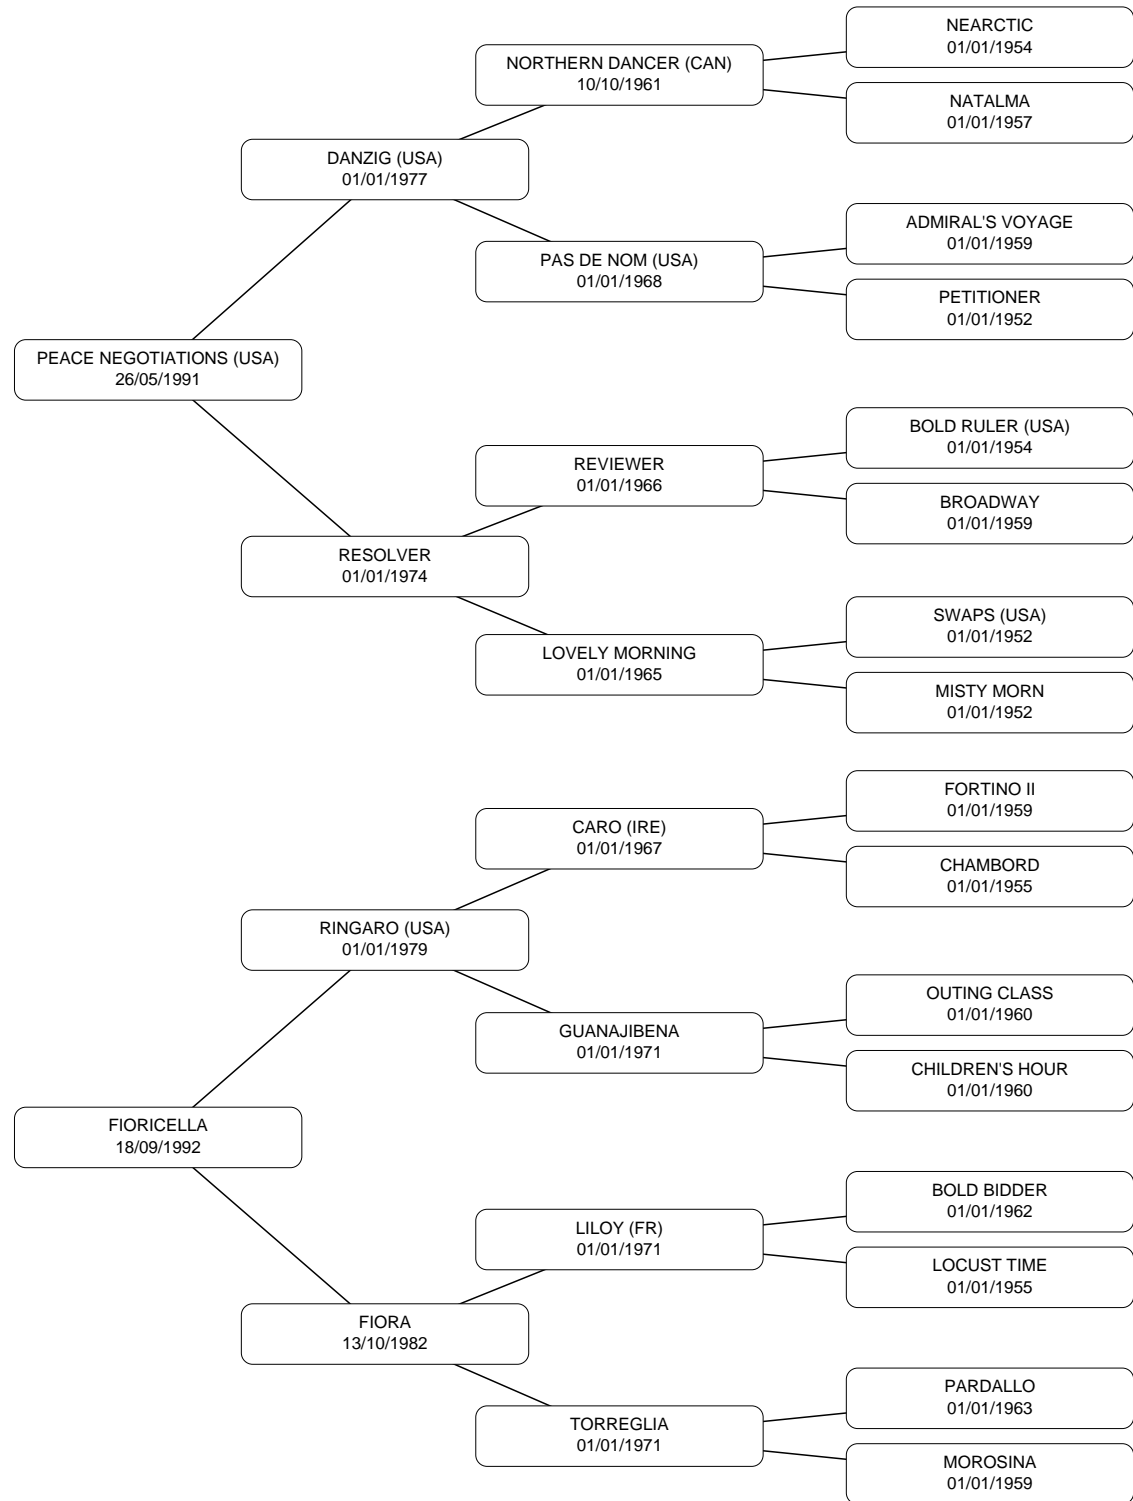 NEARCTIC
01/01/1954
NORTHERN DANCER (CAN)
10/10/1961
NATALMA
01/01/1957
DANZIG (USA)
01/01/1977
ADMIRAL'S VOYAGE
01/01/1959
PAS DE NOM (USA)
01/01/1968
PETITIONER
01/01/1952
PEACE NEGOTIATIONS (USA)
26/05/1991
BOLD RULER (USA)
01/01/1954
REVIEWER
01/01/1966
BROADWAY
01/01/1959
RESOLVER
01/01/1974
SWAPS (USA)
01/01/1952
LOVELY MORNING
01/01/1965
MISTY MORN
01/01/1952
FORTINO II
01/01/1959
CARO (IRE)
01/01/1967
CHAMBORD
01/01/1955
RINGARO (USA)
01/01/1979
OUTING CLASS
01/01/1960
GUANAJIBENA
01/01/1971
CHILDREN'S HOUR
01/01/1960
FIORICELLA
18/09/1992
BOLD BIDDER
01/01/1962
LILOY (FR)
01/01/1971
LOCUST TIME
01/01/1955
FIORA
13/10/1982
PARDALLO
01/01/1963
TORREGLIA
01/01/1971
MOROSINA
01/01/1959